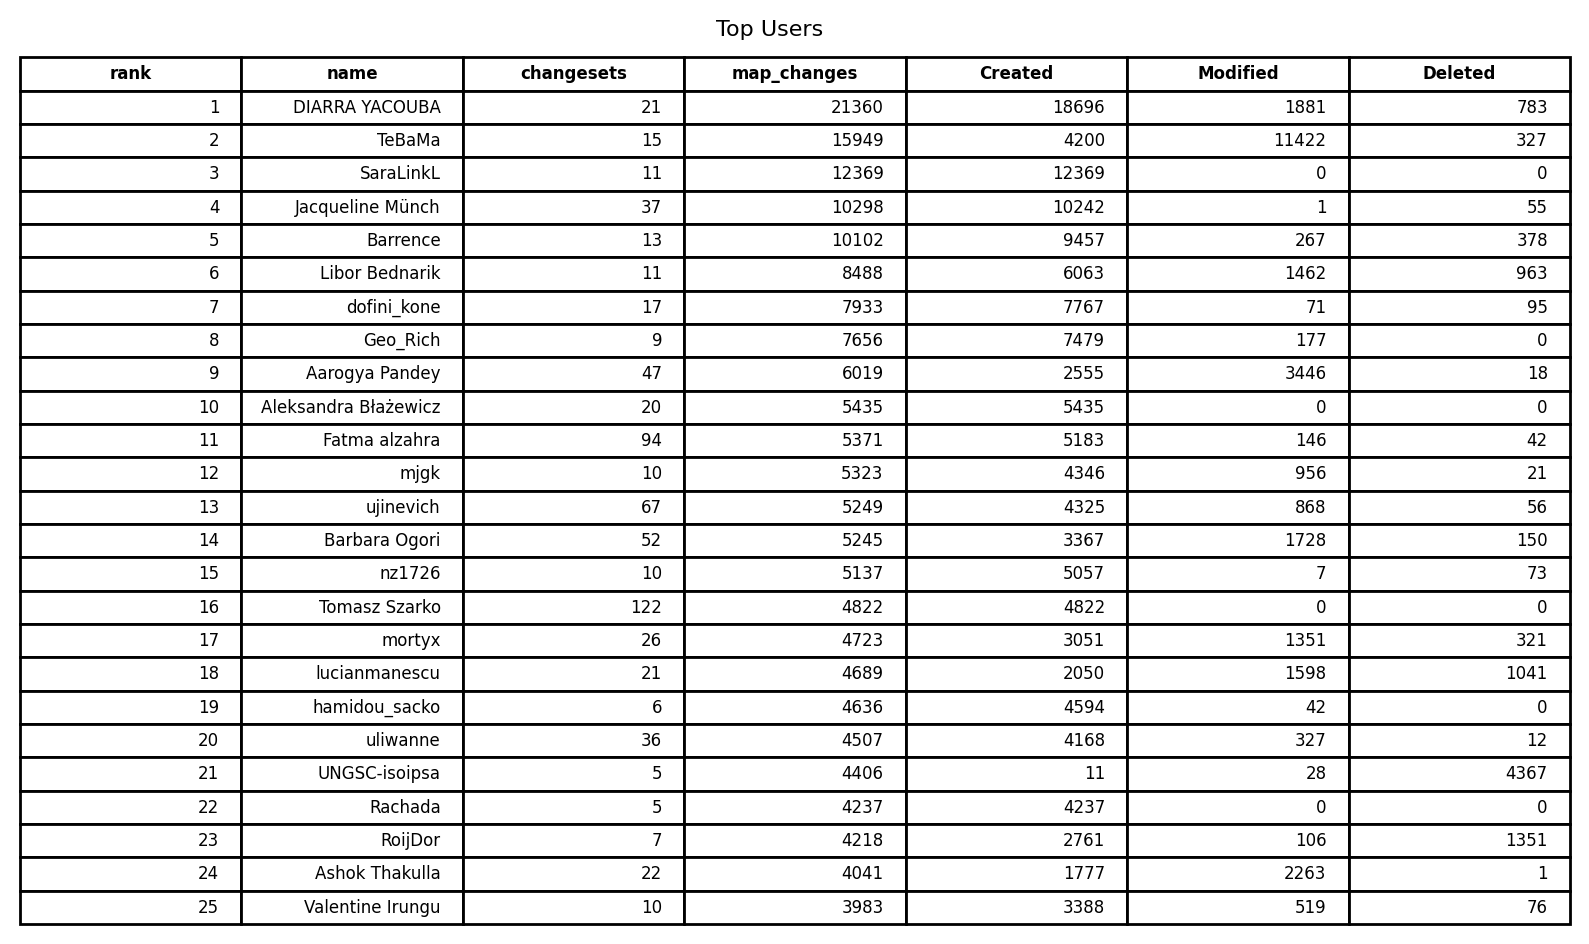 Top Users
rank name changesets map_changes Created Modified Deleted
1 DIARRA YACOUBA 21 21360 18696 1881 783
2 TeBaMa 15 15949 4200 11422 327
3 SaraLinkL 11 12369 12369 0 0
4 Jacqueline Münch 37 10298 10242 1 55
5 Barrence 13 10102 9457 267 378
6 Libor Bednarik 11 8488 6063 1462 963
7 dofini_kone 17 7933 7767 71 95
8 Geo_Rich 9 7656 7479 177 0
9 Aarogya Pandey 47 6019 2555 3446 18
10 Aleksandra Błażewicz 20 5435 5435 0 0
11 Fatma alzahra 94 5371 5183 146 42
12 mjgk 10 5323 4346 956 21
13 ujinevich 67 5249 4325 868 56
14 Barbara Ogori 52 5245 3367 1728 150
15 nz1726 10 5137 5057 7 73
16 Tomasz Szarko 122 4822 4822 0 0
17 mortyx 26 4723 3051 1351 321
18 lucianmanescu 21 4689 2050 1598 1041
19 hamidou_sacko 6 4636 4594 42 0
20 uliwanne 36 4507 4168 327 12
21 UNGSC-isoipsa 5 4406 11 28 4367
22 Rachada 5 4237 4237 0 0
23 RoijDor 7 4218 2761 106 1351
24 Ashok Thakulla 22 4041 1777 2263 1
25 Valentine Irungu 10 3983 3388 519 76